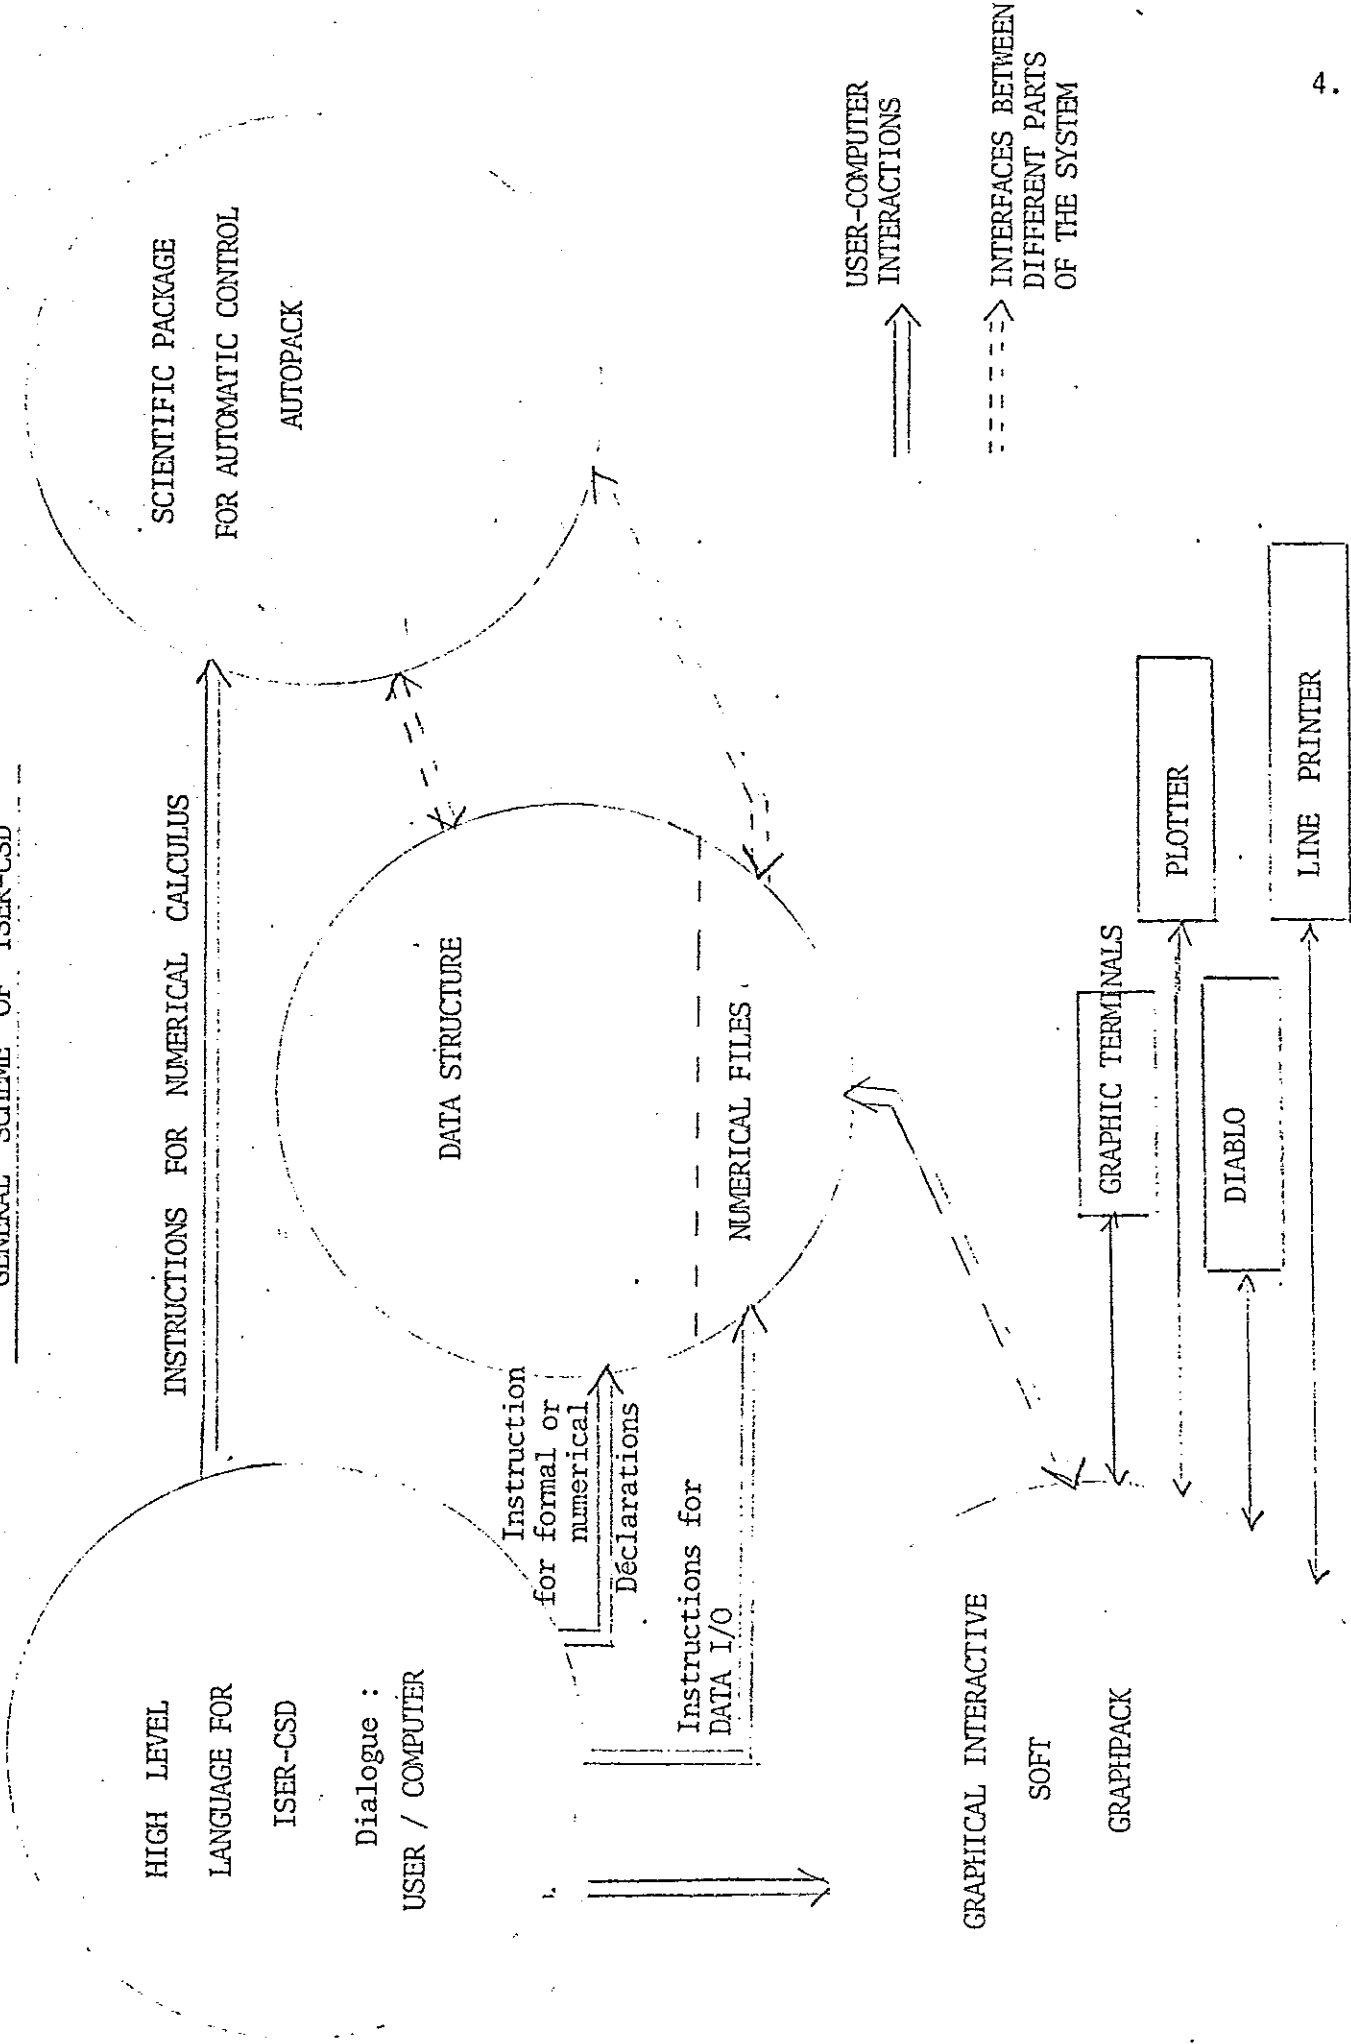 GENERAL SCHEME OF ISER-CSD
HIGH LEVEL
LANGUAGE FOR
ISER-CSD
Dialogue :
USER / COMPUTER
INSTRUCTIONS FOR NUMERICAL CALCULUS
SCIENTIFIC PACKAGE
FOR AUTOMATIC CONTROL
AUTOPACK
Instruction
for formal or
numerical
Déclarations
DATA STRUCTURE
NUMERICAL FILES
Instructions for
DATA I/O
GRAPHICAL INTERACTIVE
SOFT
GRAPHPACK
GRAPHIC TERMINALS
PLOTTER
DIABLO
LINE PRINTER
USER-COMPUTER
INTERACTIONS
INTERFACES BETWEEN
DIFFERENT PARTS
OF THE SYSTEM
4.